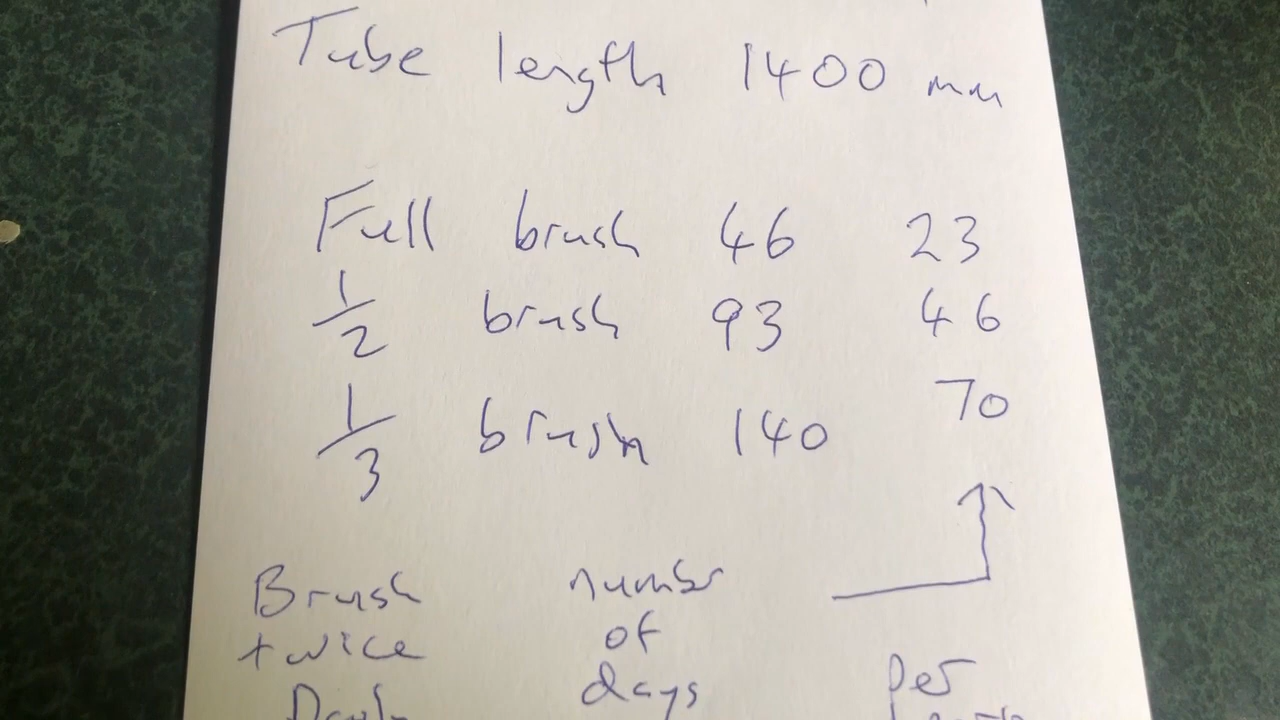 Tube length 1400 mm
Full brush 46 23
1/2 brush 93 46
1/3 brush 140 70
Brush number
twice of
days per